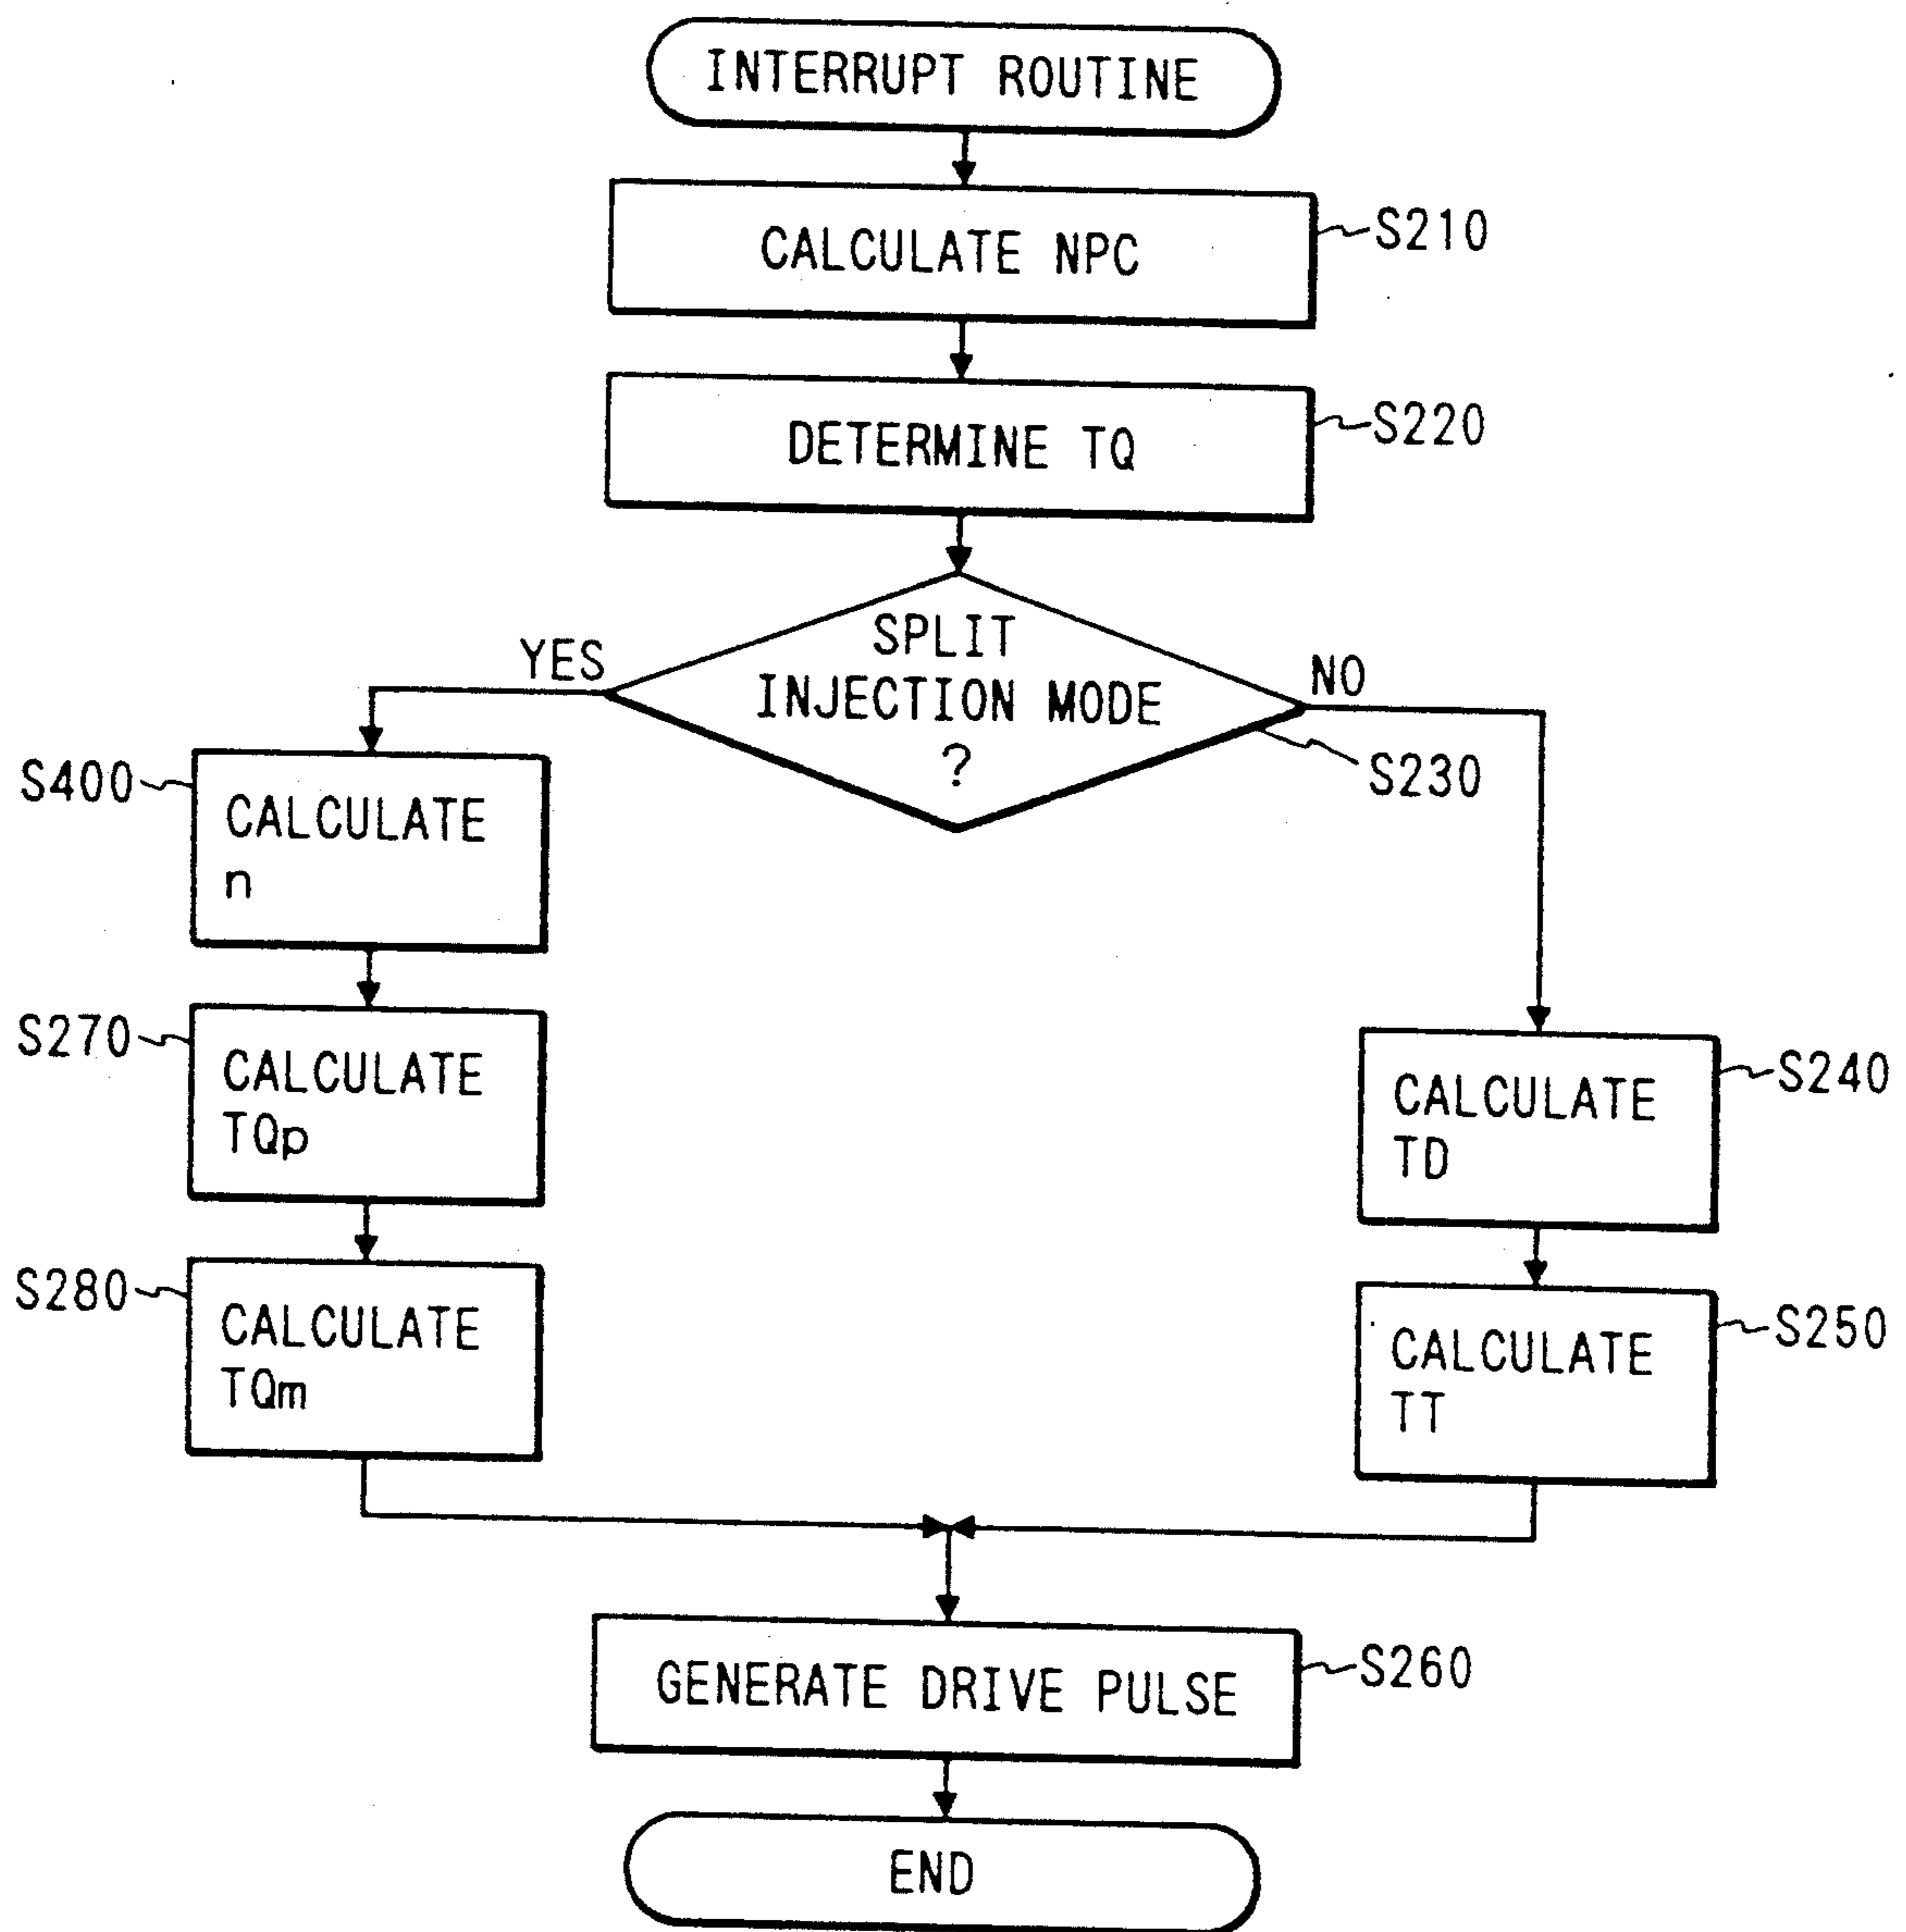 INTERRUPT ROUTINE
CALCULATE NPC
S210
DETERMINE TQ
S220
SPLIT
INJECTION MODE
?
YES
NO
S230
S400
CALCULATE
n
S270
CALCULATE
TQp
S280
CALCULATE
TQm
CALCULATE
TD
S240
CALCULATE
TT
S250
GENERATE DRIVE PULSE
S260
END